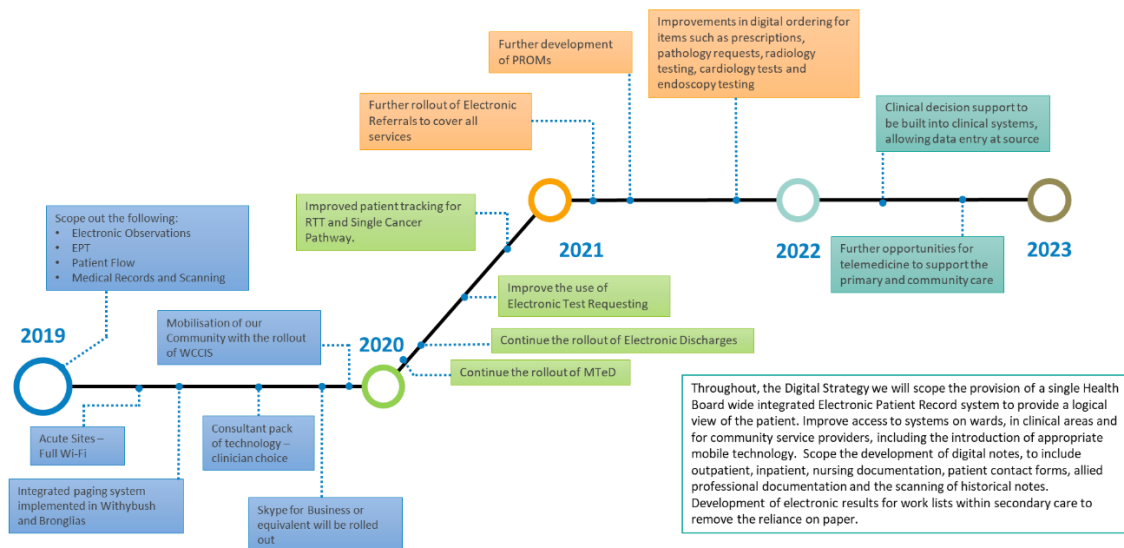 Improvements in digital ordering for
items such as prescriptions,
pathology requests, radiology
testing, cardiology tests and
endoscopy testing
Further development
of PROMs
Further rollout of Electronic
Referrals to cover all
services
Clinical decision support to
be built into clinical systems,
allowing data entry at source
Improved patient tracking for
RTT and Single Cancer
Pathway.
Scope out the following:
• Electronic Observations
• EPT
• Patient Flow
• Medical Records and Scanning
2021
2022
2023
Further opportunities for
telemedicine to support the
primary and community care
Improve the use of
Electronic Test Requesting
Mobilisation of our
Community with the rollout
of WCCIS
2019
2020
Continue the rollout of Electronic Discharges
Continue the rollout of MTeD
Acute Sites –
Full Wi-Fi
Consultant pack
of technology –
clinician choice
Integrated paging system
implemented in Withybush
and Bronglias
Skype for Business or
equivalent will be rolled
out
Throughout, the Digital Strategy we will scope the provision of a single Health
Board wide integrated Electronic Patient Record system to provide a logical
view of the patient. Improve access to systems on wards, in clinical areas and
for community service providers, including the introduction of appropriate
mobile technology. Scope the development of digital notes, to include
outpatient, inpatient, nursing documentation, patient contact forms, allied
professional documentation and the scanning of historical notes.
Development of electronic results for work lists within secondary care to
remove the reliance on paper.